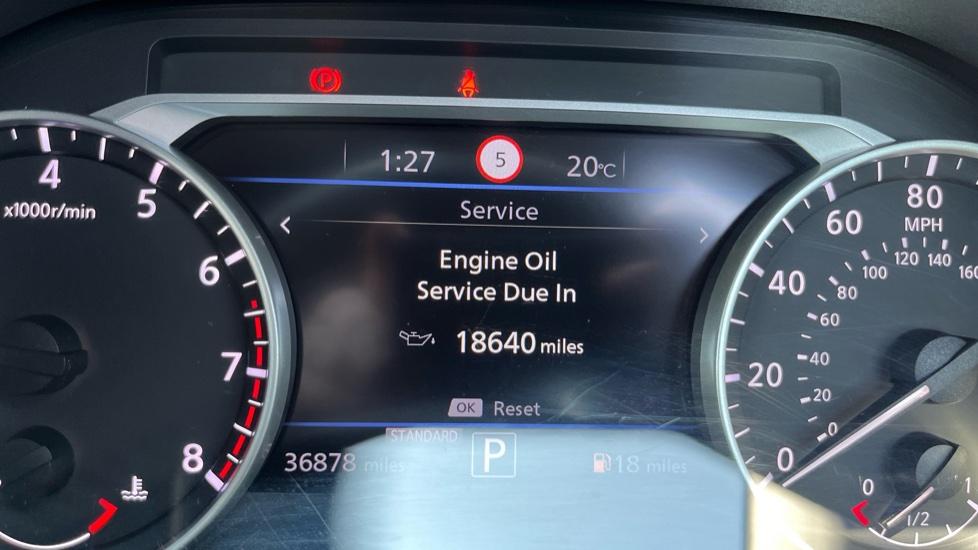 P
1:27
5
20°C
Service
Engine Oil
Service Due In
18640 miles
OK Reset
STANDARD
36878 miles
P
18 miles
4
5
x1000r/min
6
7
8
80
MPH
60
40
20
0
0
20
40
60
80
100
120
140
160
0
1/2
1